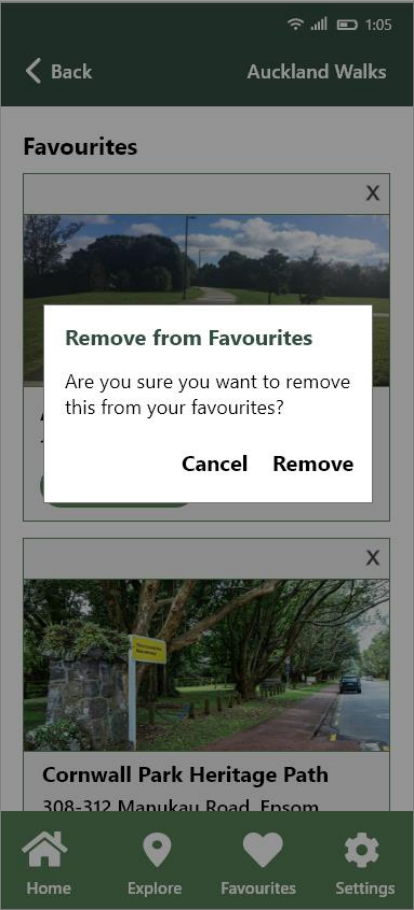 1:05
Back
Auckland Walks
Favourites
X
Remove from Favourites
Are you sure you want to remove
this from your favourites?
Cancel Remove
X
Cornwall Park Heritage Path
308-312 Manukau Road, Epsom
Home Explore Favourites Settings